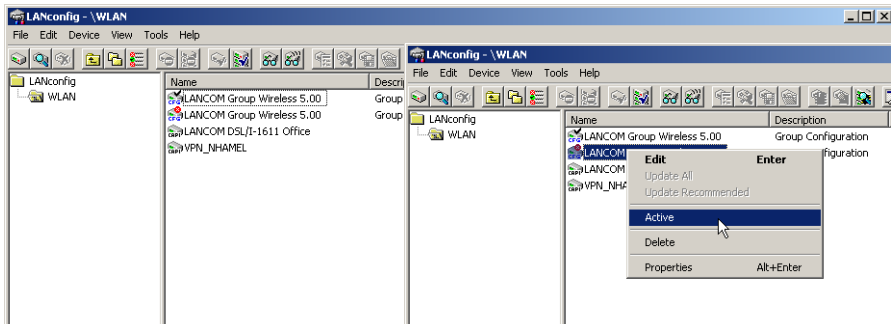 LANconfig - \WLAN
File Edit Device View Tools Help
LANconfig
WLAN
Name Descri
LANCOM Group Wireless 5.00 Group
LANCOM Group Wireless 5.00 Group
LANCOM DSL/I-1611 Office
VPN_NHAMEL
LANconfig - \WLAN
File Edit Device View Tools Help
LANconfig
WLAN
Name Description
LANCOM Group Wireless 5.00 Group Configuration
LANCOM figuration
LANCOM
VPN_NHA
Edit Enter
Update All
Update Recommended
Active
Delete
Properties Alt+Enter